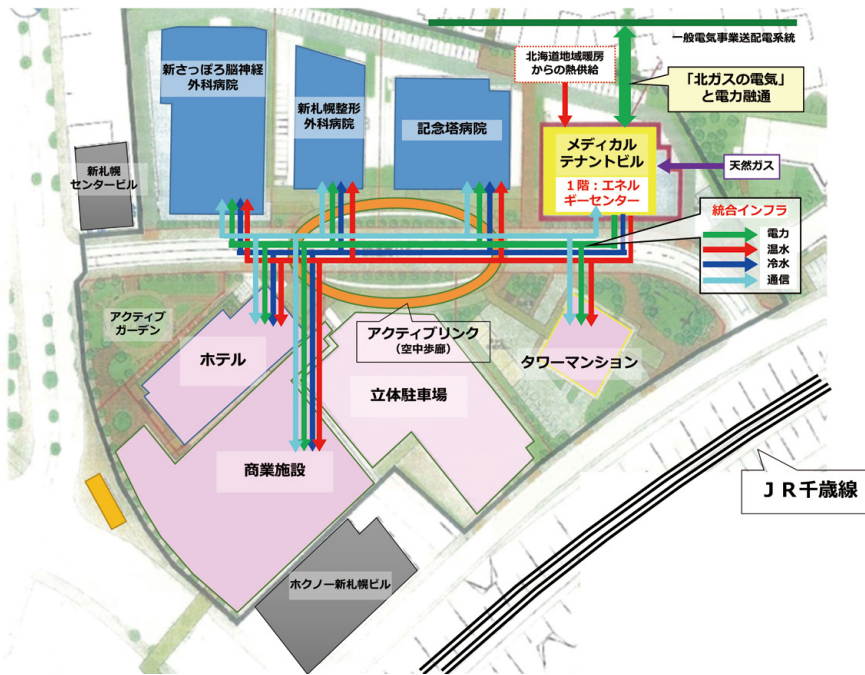 一般電気事業送配電系統
北海道地域暖房
からの熱供給
「北ガスの電気」
と電力融通
新さっぽろ脳神経
外科病院
新札幌整形
外科病院
記念塔病院
メディカル
テナントビル
1階：エネル
ギーセンター
天然ガス
新札幌
センタービル
統合インフラ
電力
温水
冷水
通信
アクティブ
ガーデン
ホテル
アクティブリンク
（空中歩廊）
タワーマンション
立体駐車場
商業施設
JR千歳線
ホクノー新札幌ビル